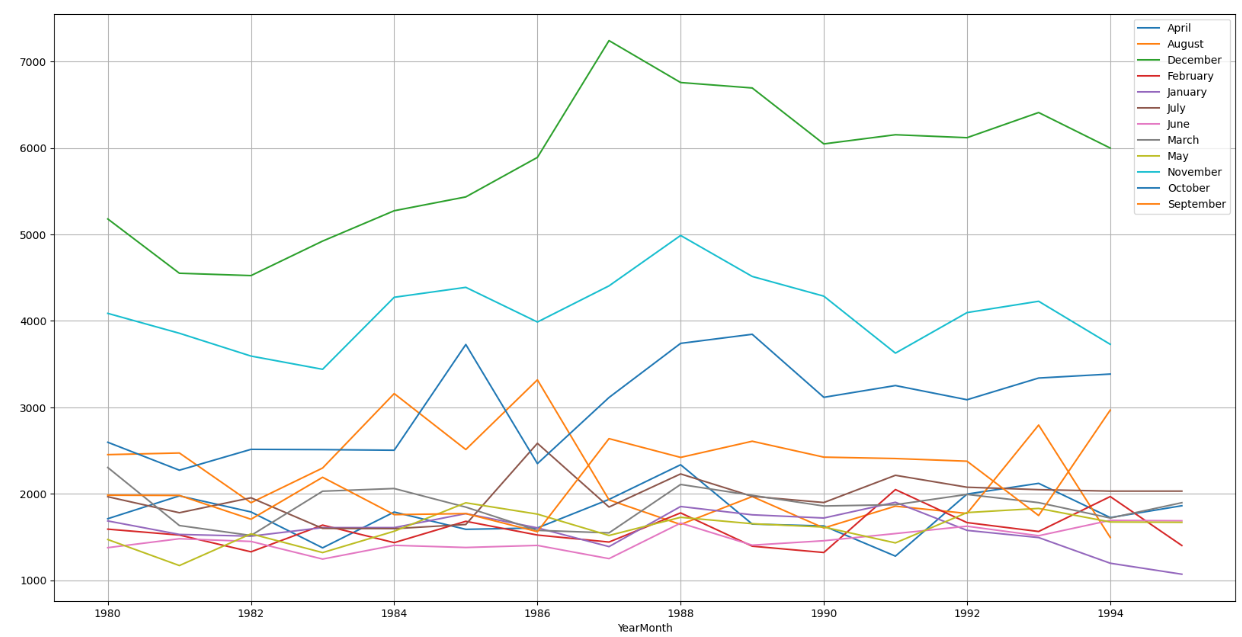 7000
6000
5000
4000
3000
2000
1000
1980 1982 1984 1986 1988 1990 1992 1994
YearMonth
April
August
December
February
January
July
June
March
May
November
October
September